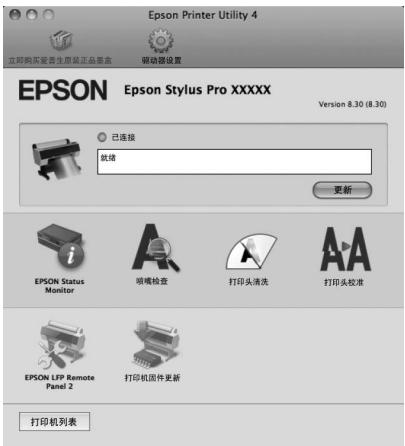 Epson Printer Utility 4
立即购买爱普生原装正品墨盒
驱动器设置
EPSON
Epson Stylus Pro XXXXX
Version 8.30 (8.30)
已连接
就绪
更新
EPSON Status
Monitor
喷嘴检查
打印头清洗
打印头校准
EPSON LFP Remote
Panel 2
打印机固件更新
打印机列表